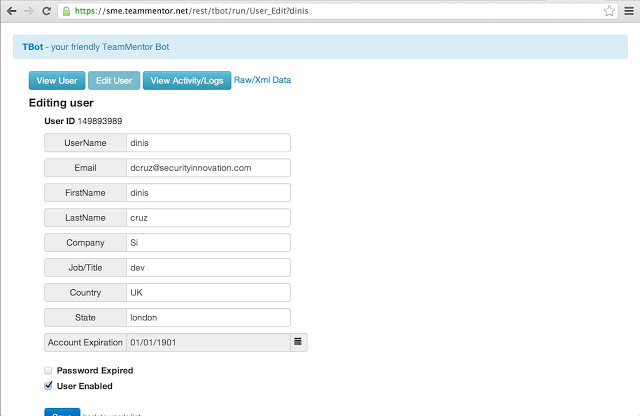 https://sme.teammentor.net/rest/tbot/run/User_Edit?dinis
TBot - your friendly TeamMentor Bot
View User Edit User View Activity/Logs Raw/Xml Data
Editing user
User ID 149893989
UserName dinis
Email dcruz@securityinnovation.com
FirstName dinis
LastName cruz
Company Si
Job/Title dev
Country UK
State london
Account Expiration 01/01/1901
Password Expired
User Enabled